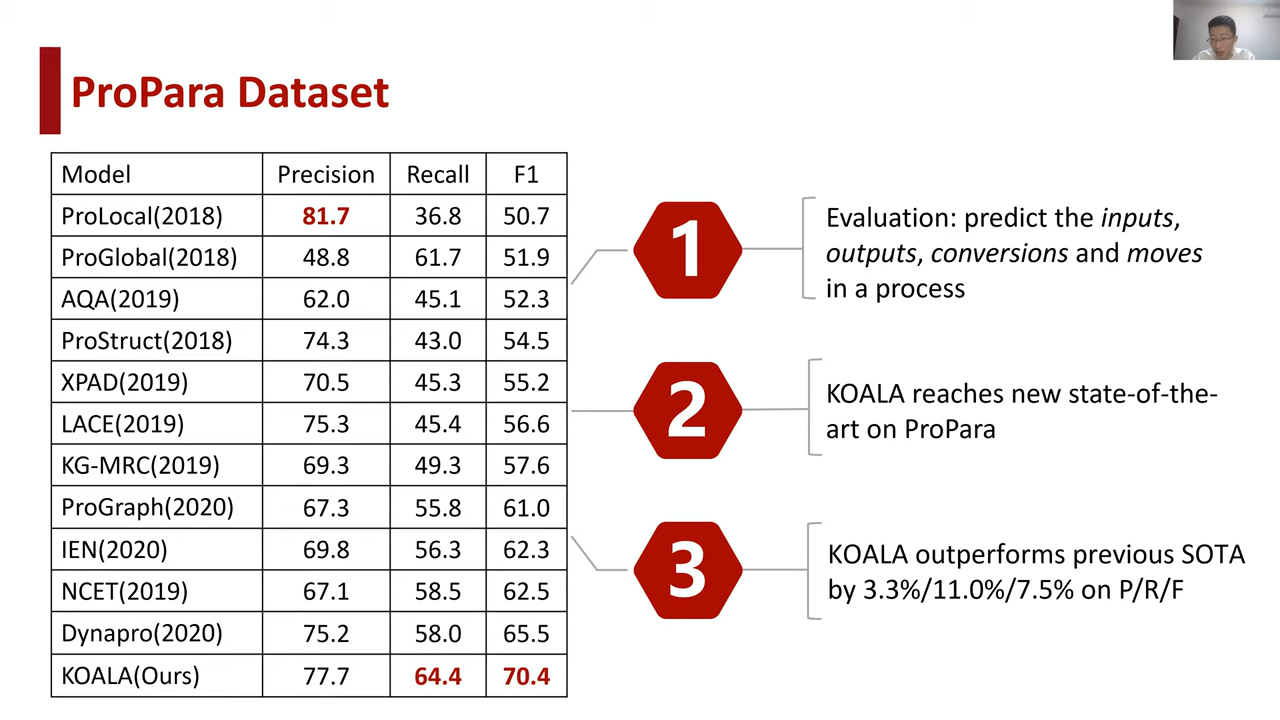 ProPara Dataset
Model Precision Recall F1
ProLocal(2018) 81.7 36.8 50.7
ProGlobal(2018) 48.8 61.7 51.9
AQA(2019) 62.0 45.1 52.3
ProStruct(2018) 74.3 43.0 54.5
XPAD(2019) 70.5 45.3 55.2
LACE(2019) 75.3 45.4 56.6
KG-MRC(2019) 69.3 49.3 57.6
ProGraph(2020) 67.3 55.8 61.0
IEN(2020) 69.8 56.3 62.3
NCET(2019) 67.1 58.5 62.5
Dynapro(2020) 75.2 58.0 65.5
KOALA(Ours) 77.7 64.4 70.4
1
Evaluation: predict the inputs,
outputs, conversions and moves
in a process
2
KOALA reaches new state-of-the-
art on ProPara
3
KOALA outperforms previous SOTA
by 3.3%/11.0%/7.5% on P/R/F